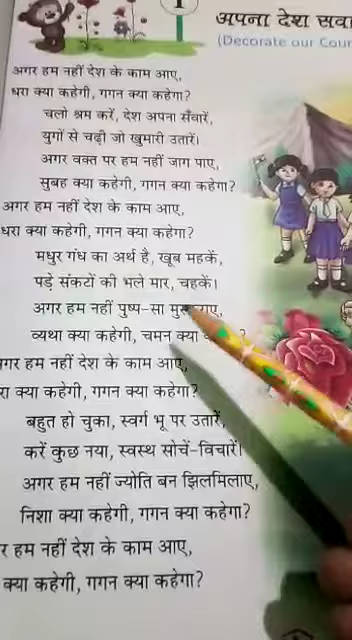 1
अपना देश सवा
(Decorate our Cour
अगर हम नहीं देश के काम आए,
धरा क्या कहेगी, गगन क्या कहेगा?
चलो श्रम करें, देश अपना सँवारें,
युगों से चढ़ी जो खुमारी उतारें।
अगर वक्त पर हम नहीं जाग पाए,
सुबह क्या कहेगी, गगन क्या कहेगा?
अगर हम नहीं देश के काम आए,
धरा क्या कहेगी, गगन क्या कहेगा?
मधुर गंध का अर्थ है, खूब महकें,
पड़े संकटों की भले मार, चहकें।
अगर हम नहीं पुष्प-सा
व्यथा क्या कहेगी, चमन क्या ?
गर हम नहीं देश के काम आए,
रा क्या कहेगी, गगन क्या कहेगा?
बहुत हो चुका, स्वर्ग भू पर उतारें,
करें कुछ नया, स्वस्थ सोचें-विचारें।
अगर हम नहीं ज्योति बन झिलमिलाए,
निशा क्या कहेगी, गगन क्या कहेगा?
र हम नहीं देश के काम आए,
क्या कहेगी, गगन क्या कहेगा?